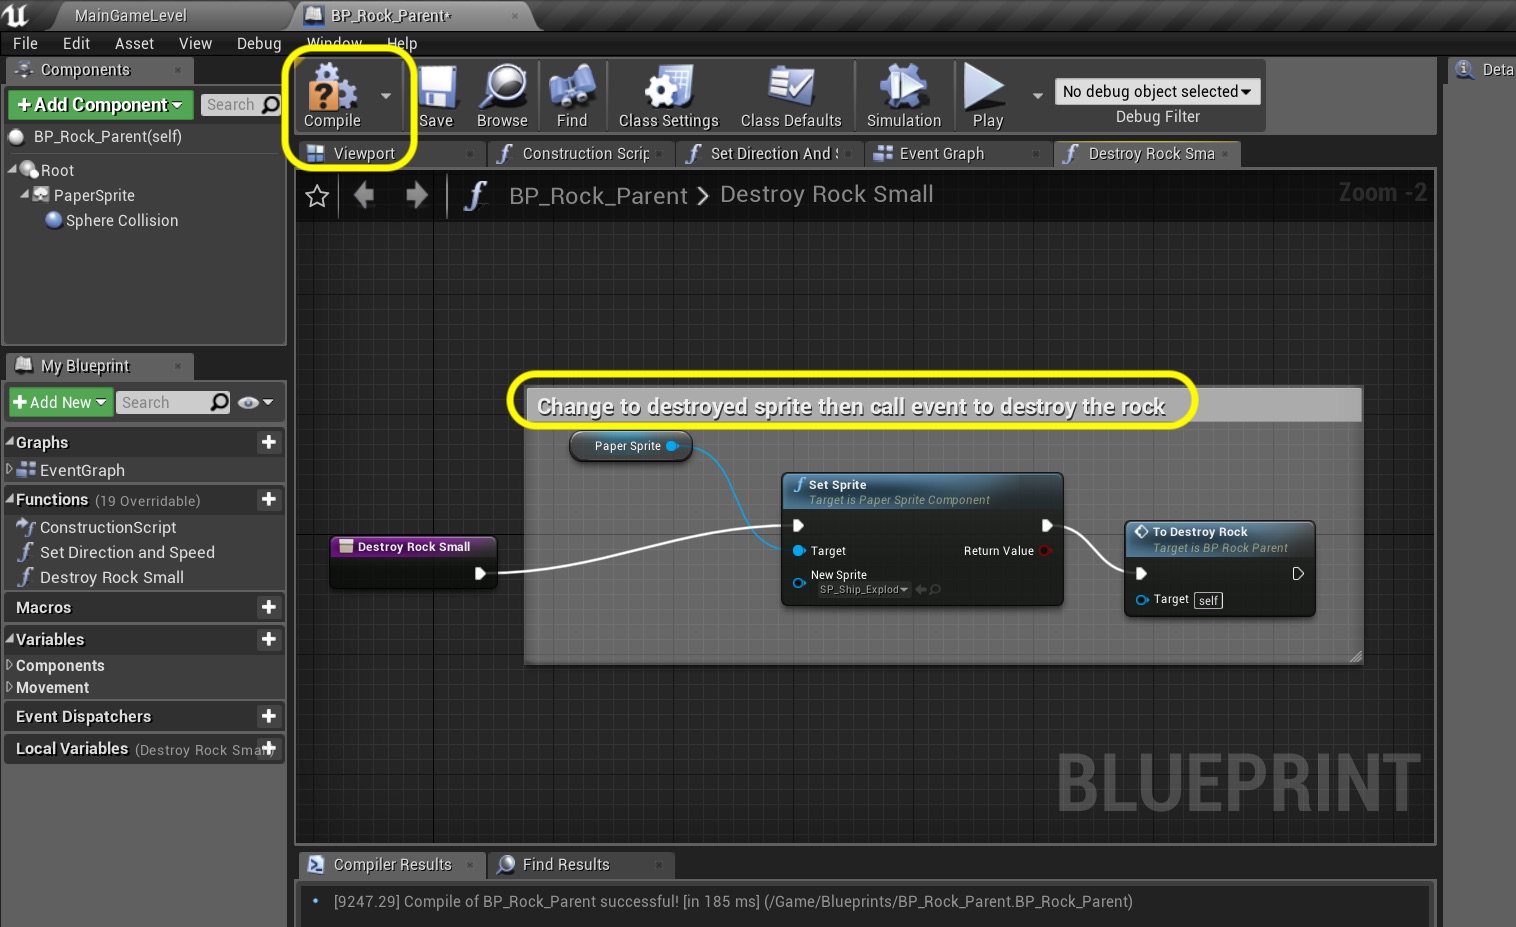 MainGameLevel
BP_Rock_Parent*
File Edit Asset View Debug Window Help
Components
Add Component
Search
BP_Rock_Parent(self)
Root
PaperSprite
Sphere Collision
Compile
Save
Browse
Find
Class Settings
Class Defaults
Simulation
Play
No debug object selected
Debug Filter
Deta
Viewport
Construction Scrip
Set Direction And S
Event Graph
Destroy Rock Sma
BP_Rock_Parent > Destroy Rock Small
Zoom -2
My Blueprint
Add New
Search
Graphs
EventGraph
Functions (19 Overridable)
ConstructionScript
Set Direction and Speed
Destroy Rock Small
Macros
Variables
Components
Movement
Event Dispatchers
Local Variables (Destroy Rock Small)
Change to destroyed sprite then call event to destroy the rock
Paper Sprite
Destroy Rock Small
Set Sprite
Target is Paper Sprite Component
Target
Return Value
New Sprite
SP_Ship_Explod
To Destroy Rock
Target is BP Rock Parent
Target self
BLUEPRINT
Compiler Results
Find Results
[9247.29] Compile of BP_Rock_Parent successful! [in 185 ms] (/Game/Blueprints/BP_Rock_Parent.BP_Rock_Parent)